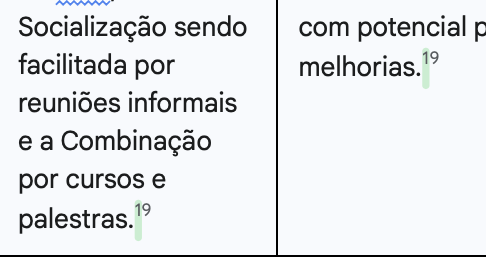 Socialização sendo
facilitada por
reuniões informais
e a Combinação
por cursos e
palestras.19
com potencial
melhorias.19